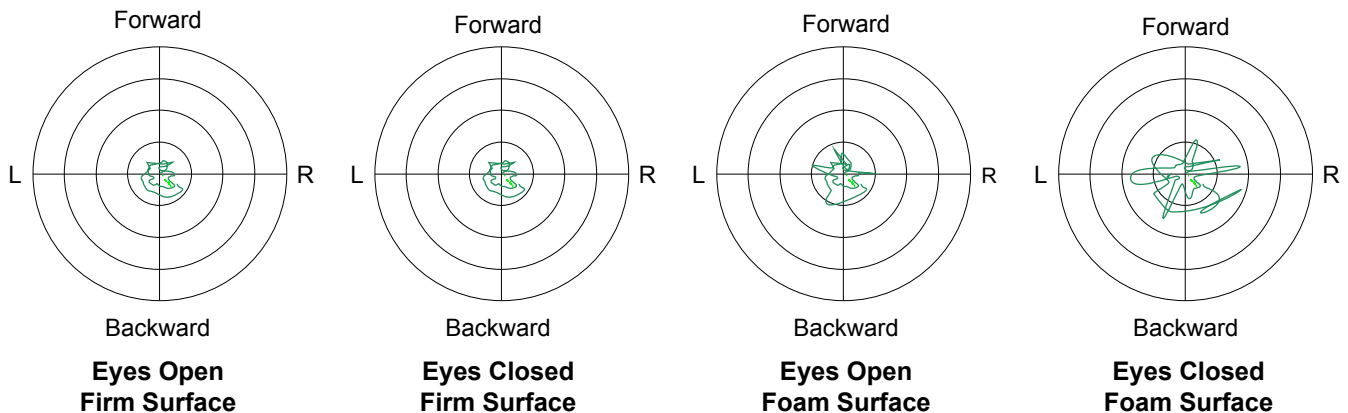 Forward
L
R
Backward
Eyes Open
Firm Surface
Forward
L
R
Backward
Eyes Closed
Firm Surface
Forward
L
R
Backward
Eyes Open
Foam Surface
Forward
L
R
Backward
Eyes Closed
Foam Surface